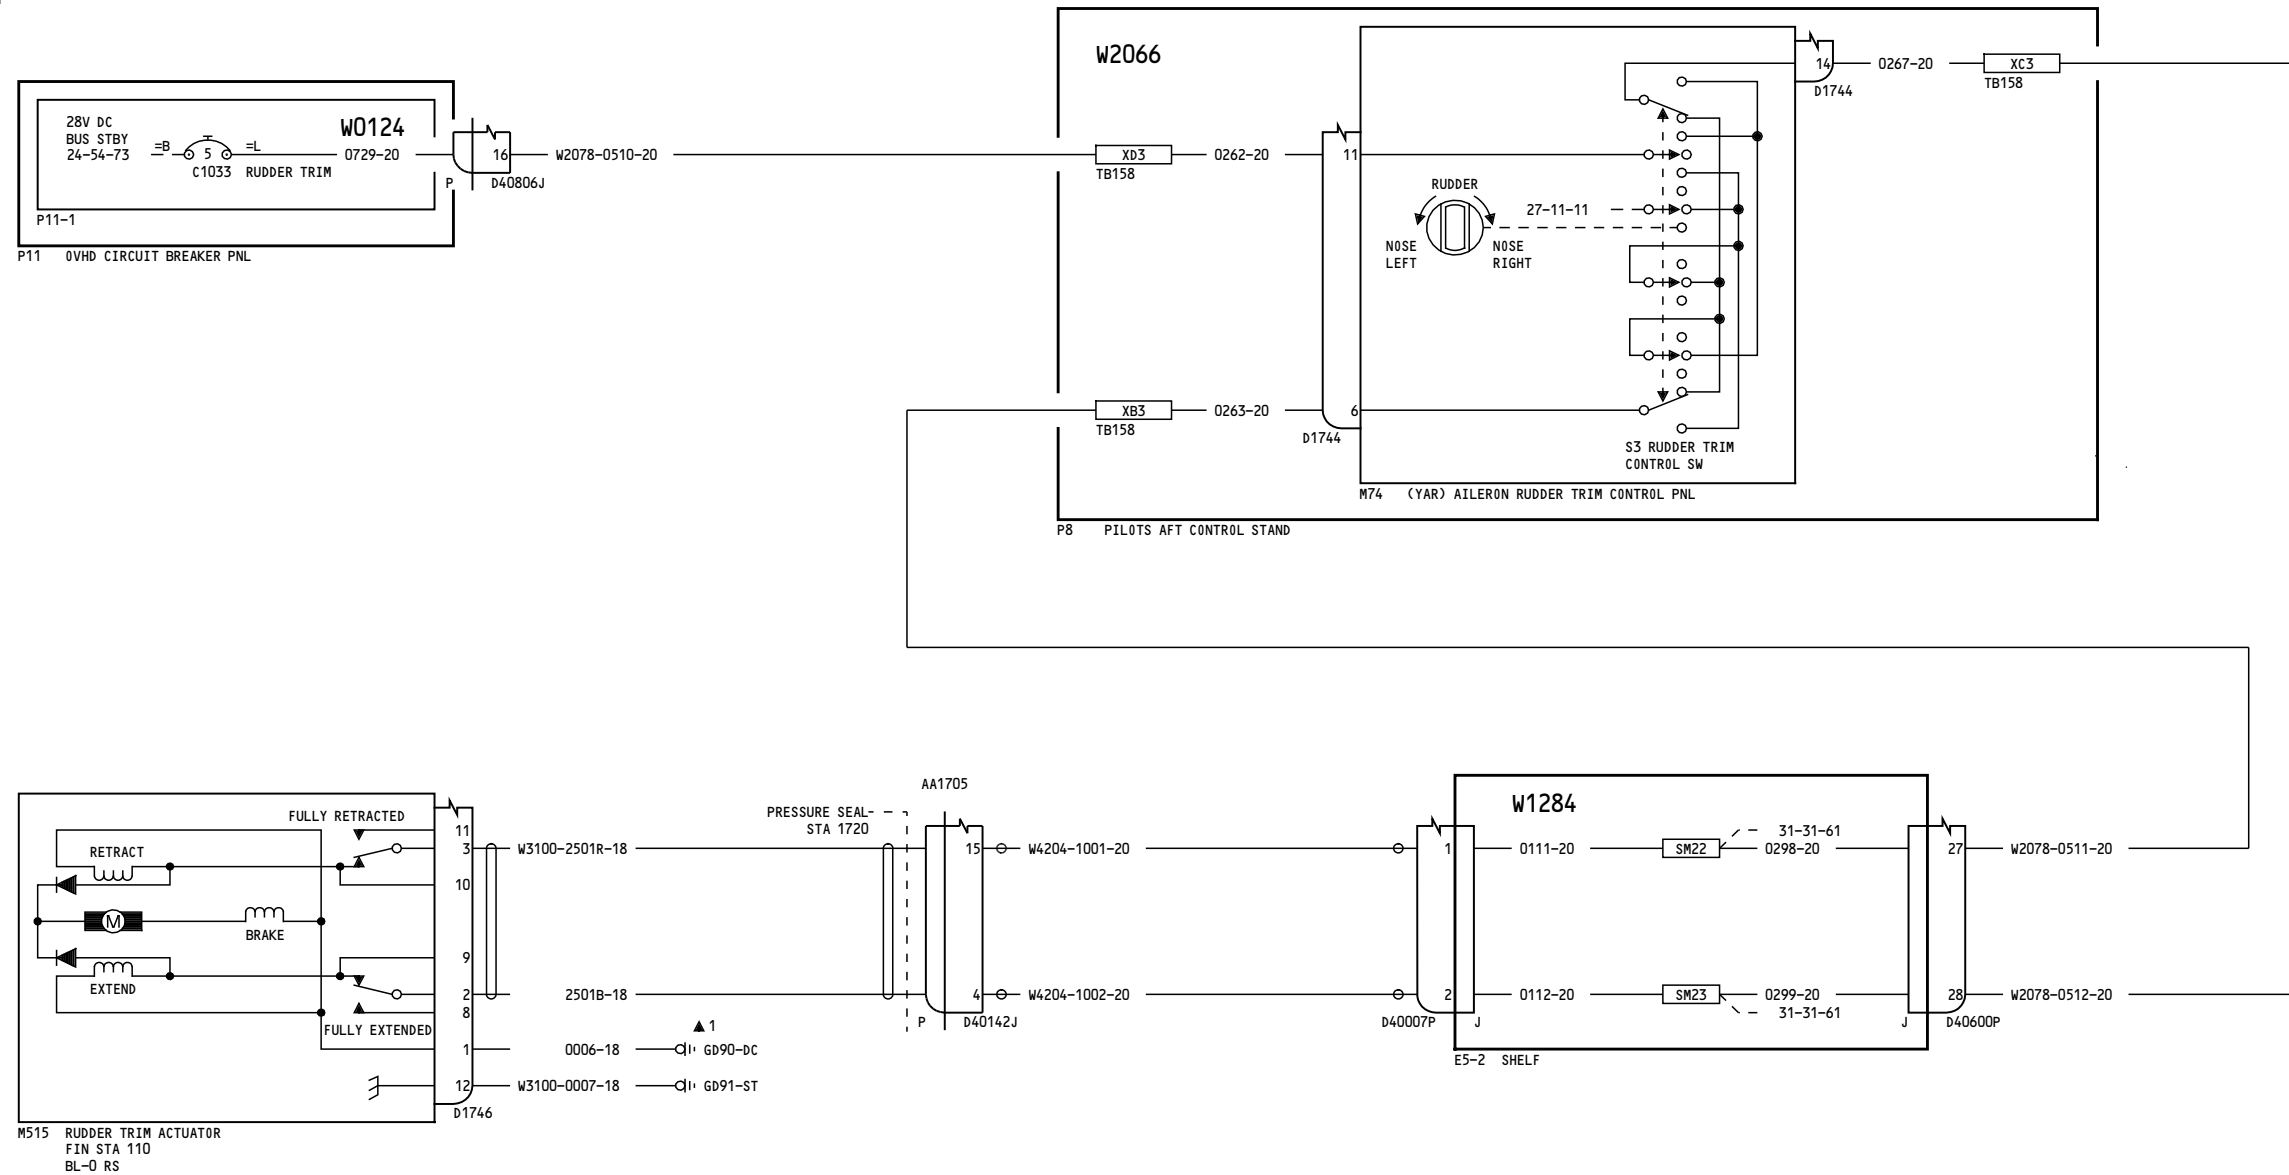 W2066
14
0267-20
XC3
TB158
D1744
28V DC
BUS STBY
24-54-73
=B
5
=L
W0124
0729-20
C1033
RUDDER TRIM
16
W2078-0510-20
P
D40806J
P11-1
P11 OVHD CIRCUIT BREAKER PNL
XD3
TB158
0262-20
11
RUDDER
27-11-11
NOSE
LEFT
NOSE
RIGHT
XB3
TB158
0263-20
6
D1744
S3 RUDDER TRIM
CONTROL SW
M74 (YAR) AILERON RUDDER TRIM CONTROL PNL
P8 PILOTS AFT CONTROL STAND
AA1705
PRESSURE SEAL
STA 1720
FULLY RETRACTED
11
3
W3100-2501R-18
15
W4204-1001-20
1
W1284
0111-20
SM22
31-31-61
0298-20
27
W2078-0511-20
RETRACT
10
M
BRAKE
9
EXTEND
2
2501B-18
4
W4204-1002-20
2
0112-20
SM23
0299-20
31-31-61
28
W2078-0512-20
8
FULLY EXTENDED
P
D40142J
D40007P
J
J
D40600P
1
1
0006-18
GD90-DC
E5-2 SHELF
12
W3100-0007-18
GD91-ST
D1746
M515 RUDDER TRIM ACTUATOR
FIN STA 110
BL-0 RS